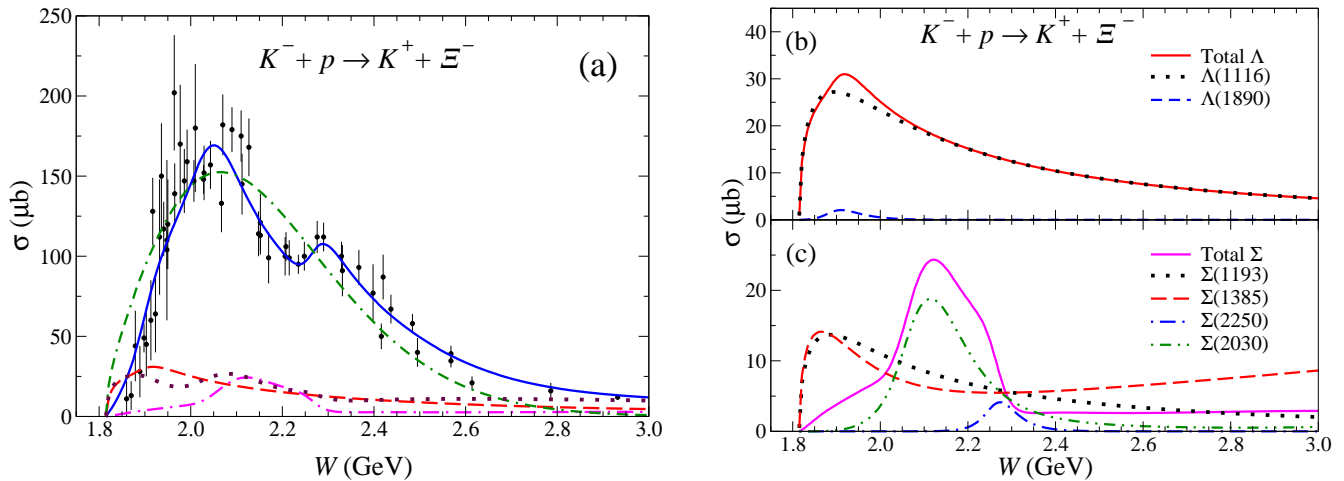 K⁻ + p → K⁺ + Ξ⁻
(a)
250
200
150
100
50
0
σ (μb)
1.8 2.0 2.2 2.4 2.6 2.8 3.0
W (GeV)
(b)
K⁻ + p → K⁺ + Ξ⁻
Total Λ
Λ(1116)
Λ(1890)
40
30
20
10
0
σ (μb)
(c)
Total Σ
Σ(1193)
Σ(1385)
Σ(2250)
Σ(2030)
30
20
10
0
1.8 2.0 2.2 2.4 2.6 2.8 3.0
W (GeV)